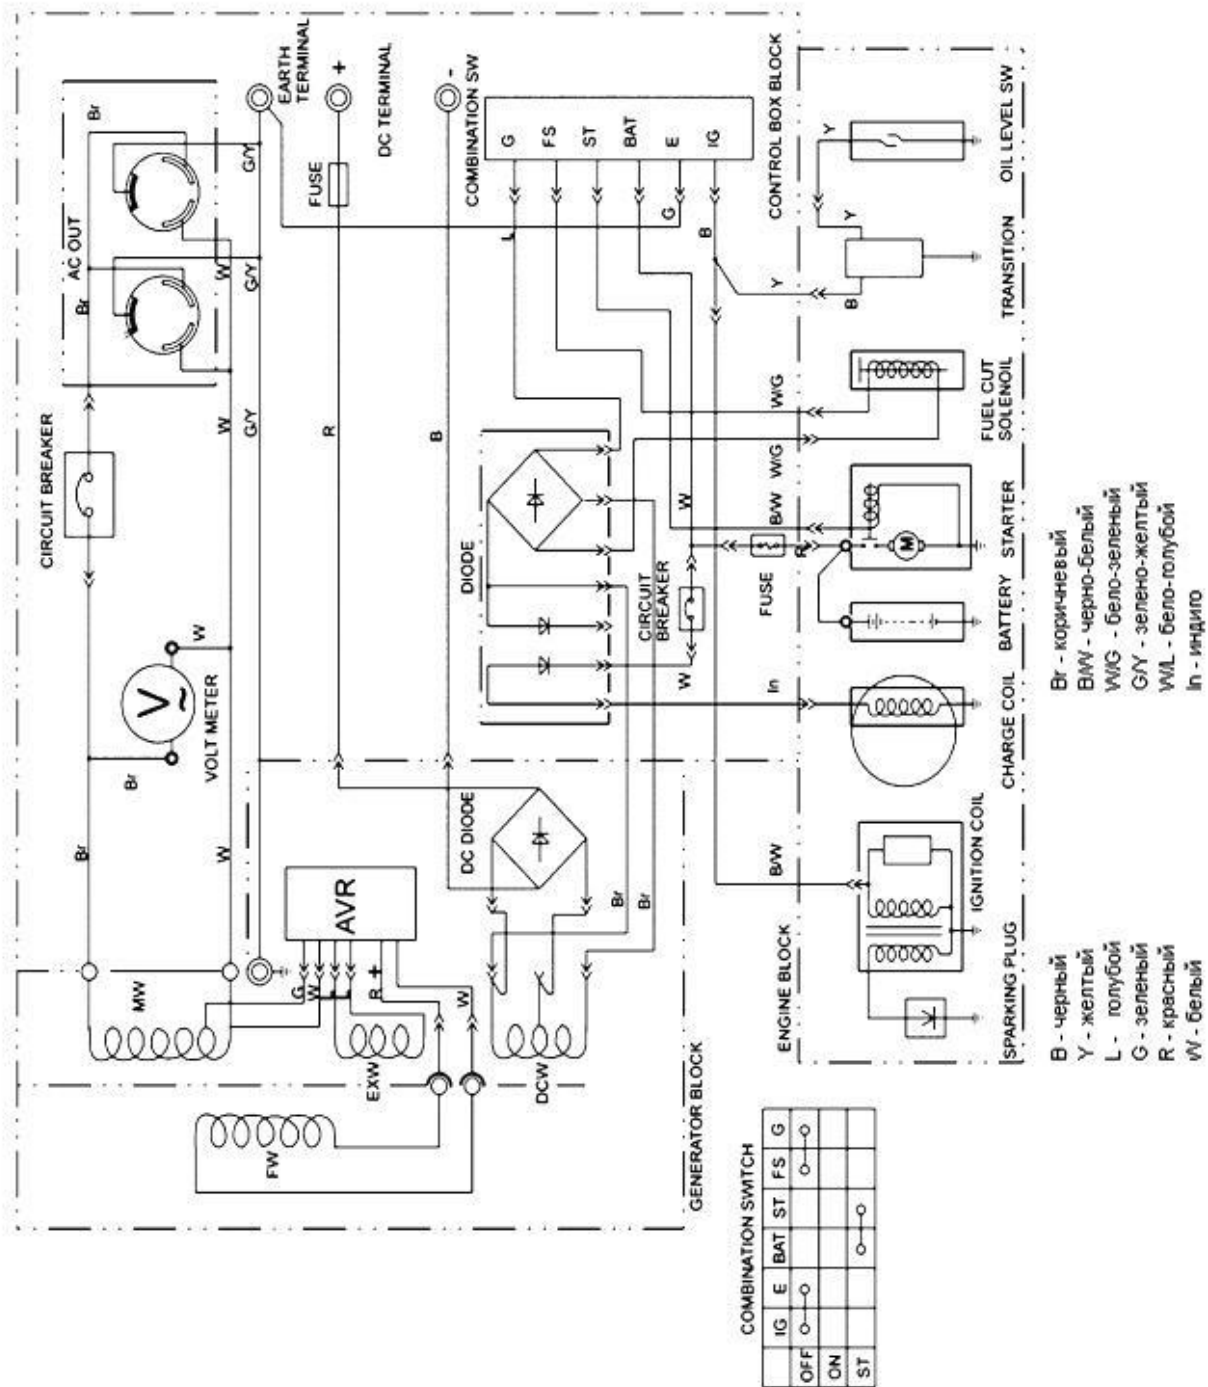 AC OUT
Br
Br
CIRCUIT BREAKER
Br
V
~
VOLT METER
Br
W
W
W
W
G/Y
G/Y
G/Y
EARTH TERMINAL
+
DC TERMINAL
-
FUSE
R
B
COMBINATION SW
G
FS
ST
BAT
E
IG
L
G
B
Y
CONTROL BOX BLOCK
OIL LEVEL SW
Y
Y
B
TRANSITION
W/G
W/G
FUEL CUT SOLENOIL
B/W
STARTER
M
R
FUSE
BATTERY
W
CIRCUIT BREAKER
W
DIODE
In
CHARGE COIL
B/W
IGNITION COIL
SPARKING PLUG
ENGINE BLOCK
DC DIODE
Br
Br
AVR
G
W
L
L
R
+
W
MW
EXW
DCW
FW
GENERATOR BLOCK
COMBINATION SWITCH
IG E BAT ST FS G
OFF
ON
ST
B - черный
Y - желтый
L - голубой
G - зеленый
R - красный
W - белый
Br - коричневый
B/W - черно-белый
W/G - бело-зеленый
G/Y - зелено-желтый
W/L - бело-голубой
In - индиго